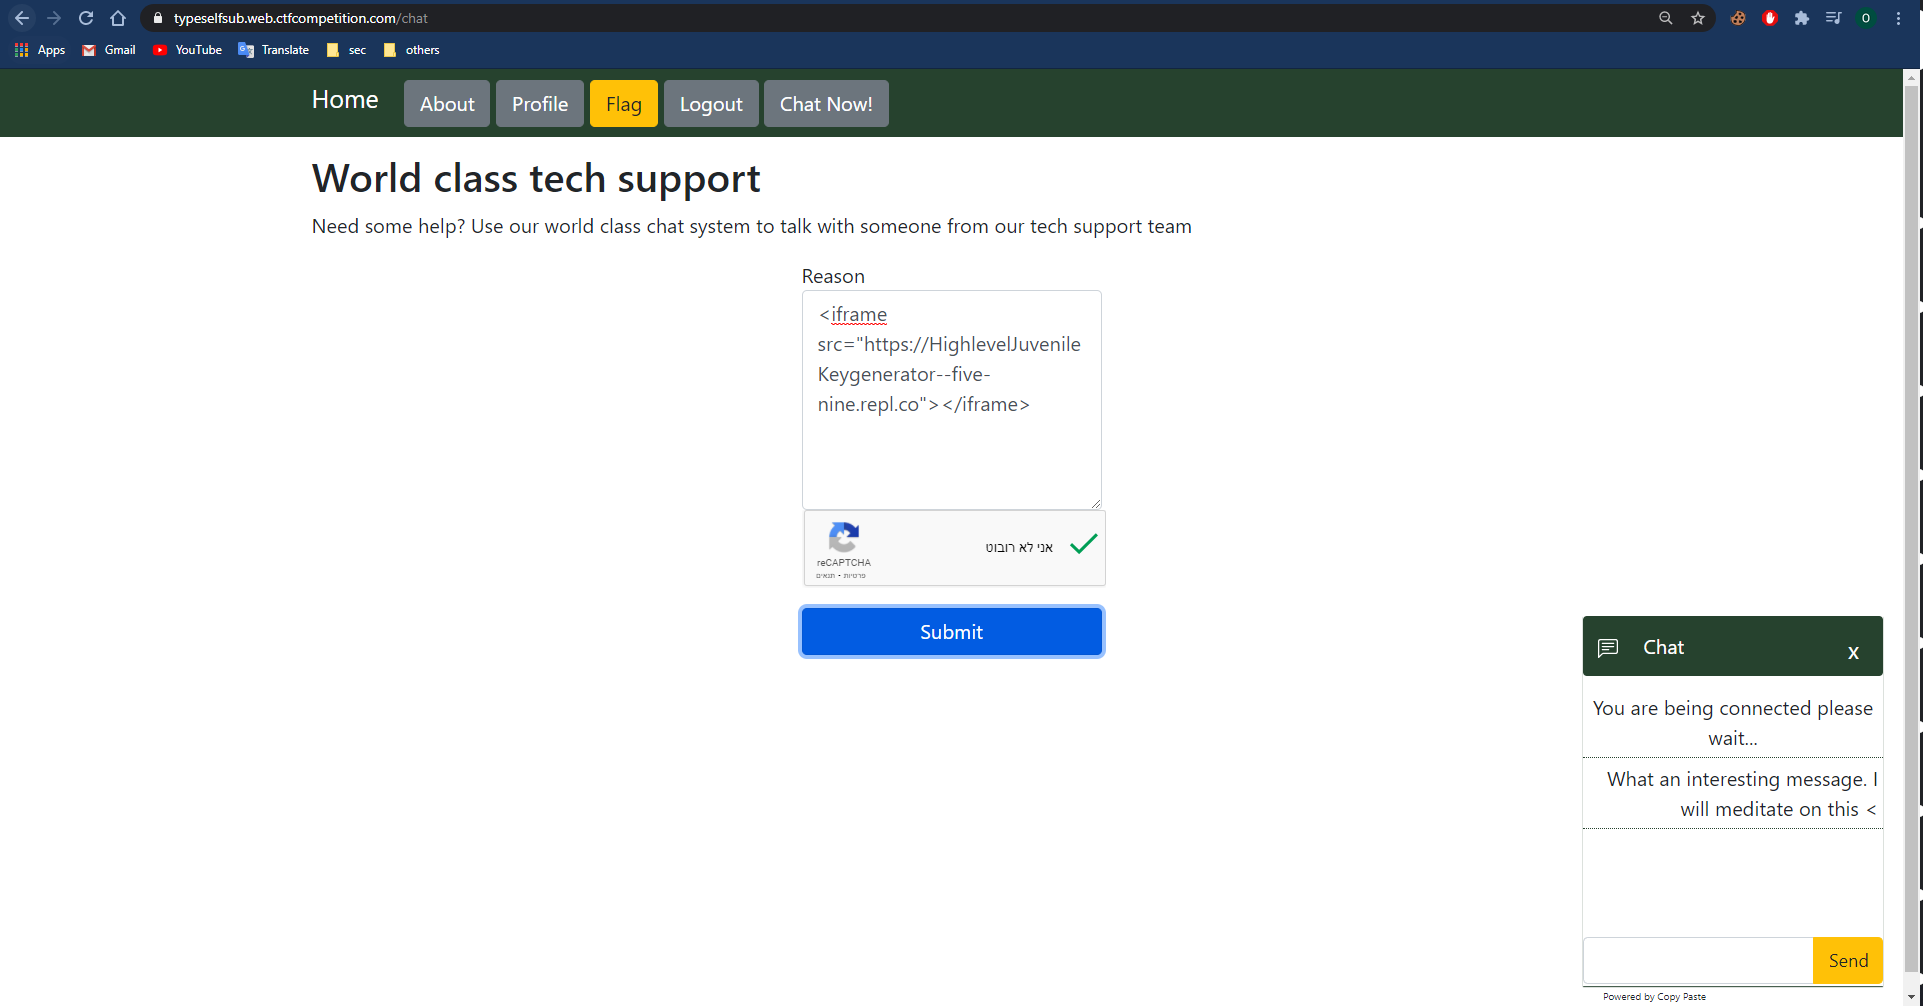 typeselfsub.web.ctfcompetition.com/chat
O
Apps Gmail YouTube Translate sec others
Home About Profile Flag Logout Chat Now!
World class tech support
Need some help? Use our world class chat system to talk with someone from our tech support team
Reason
<iframe
src="https://HighlevelJuvenile
Keygenerator--five-
nine.repl.co"></iframe>
אני לא רובוט
reCAPTCHA
פרטיות • תנאים
Submit
Chat x
You are being connected please
wait...
What an interesting message. I
will meditate on this <
Send
Powered by Copy Paste